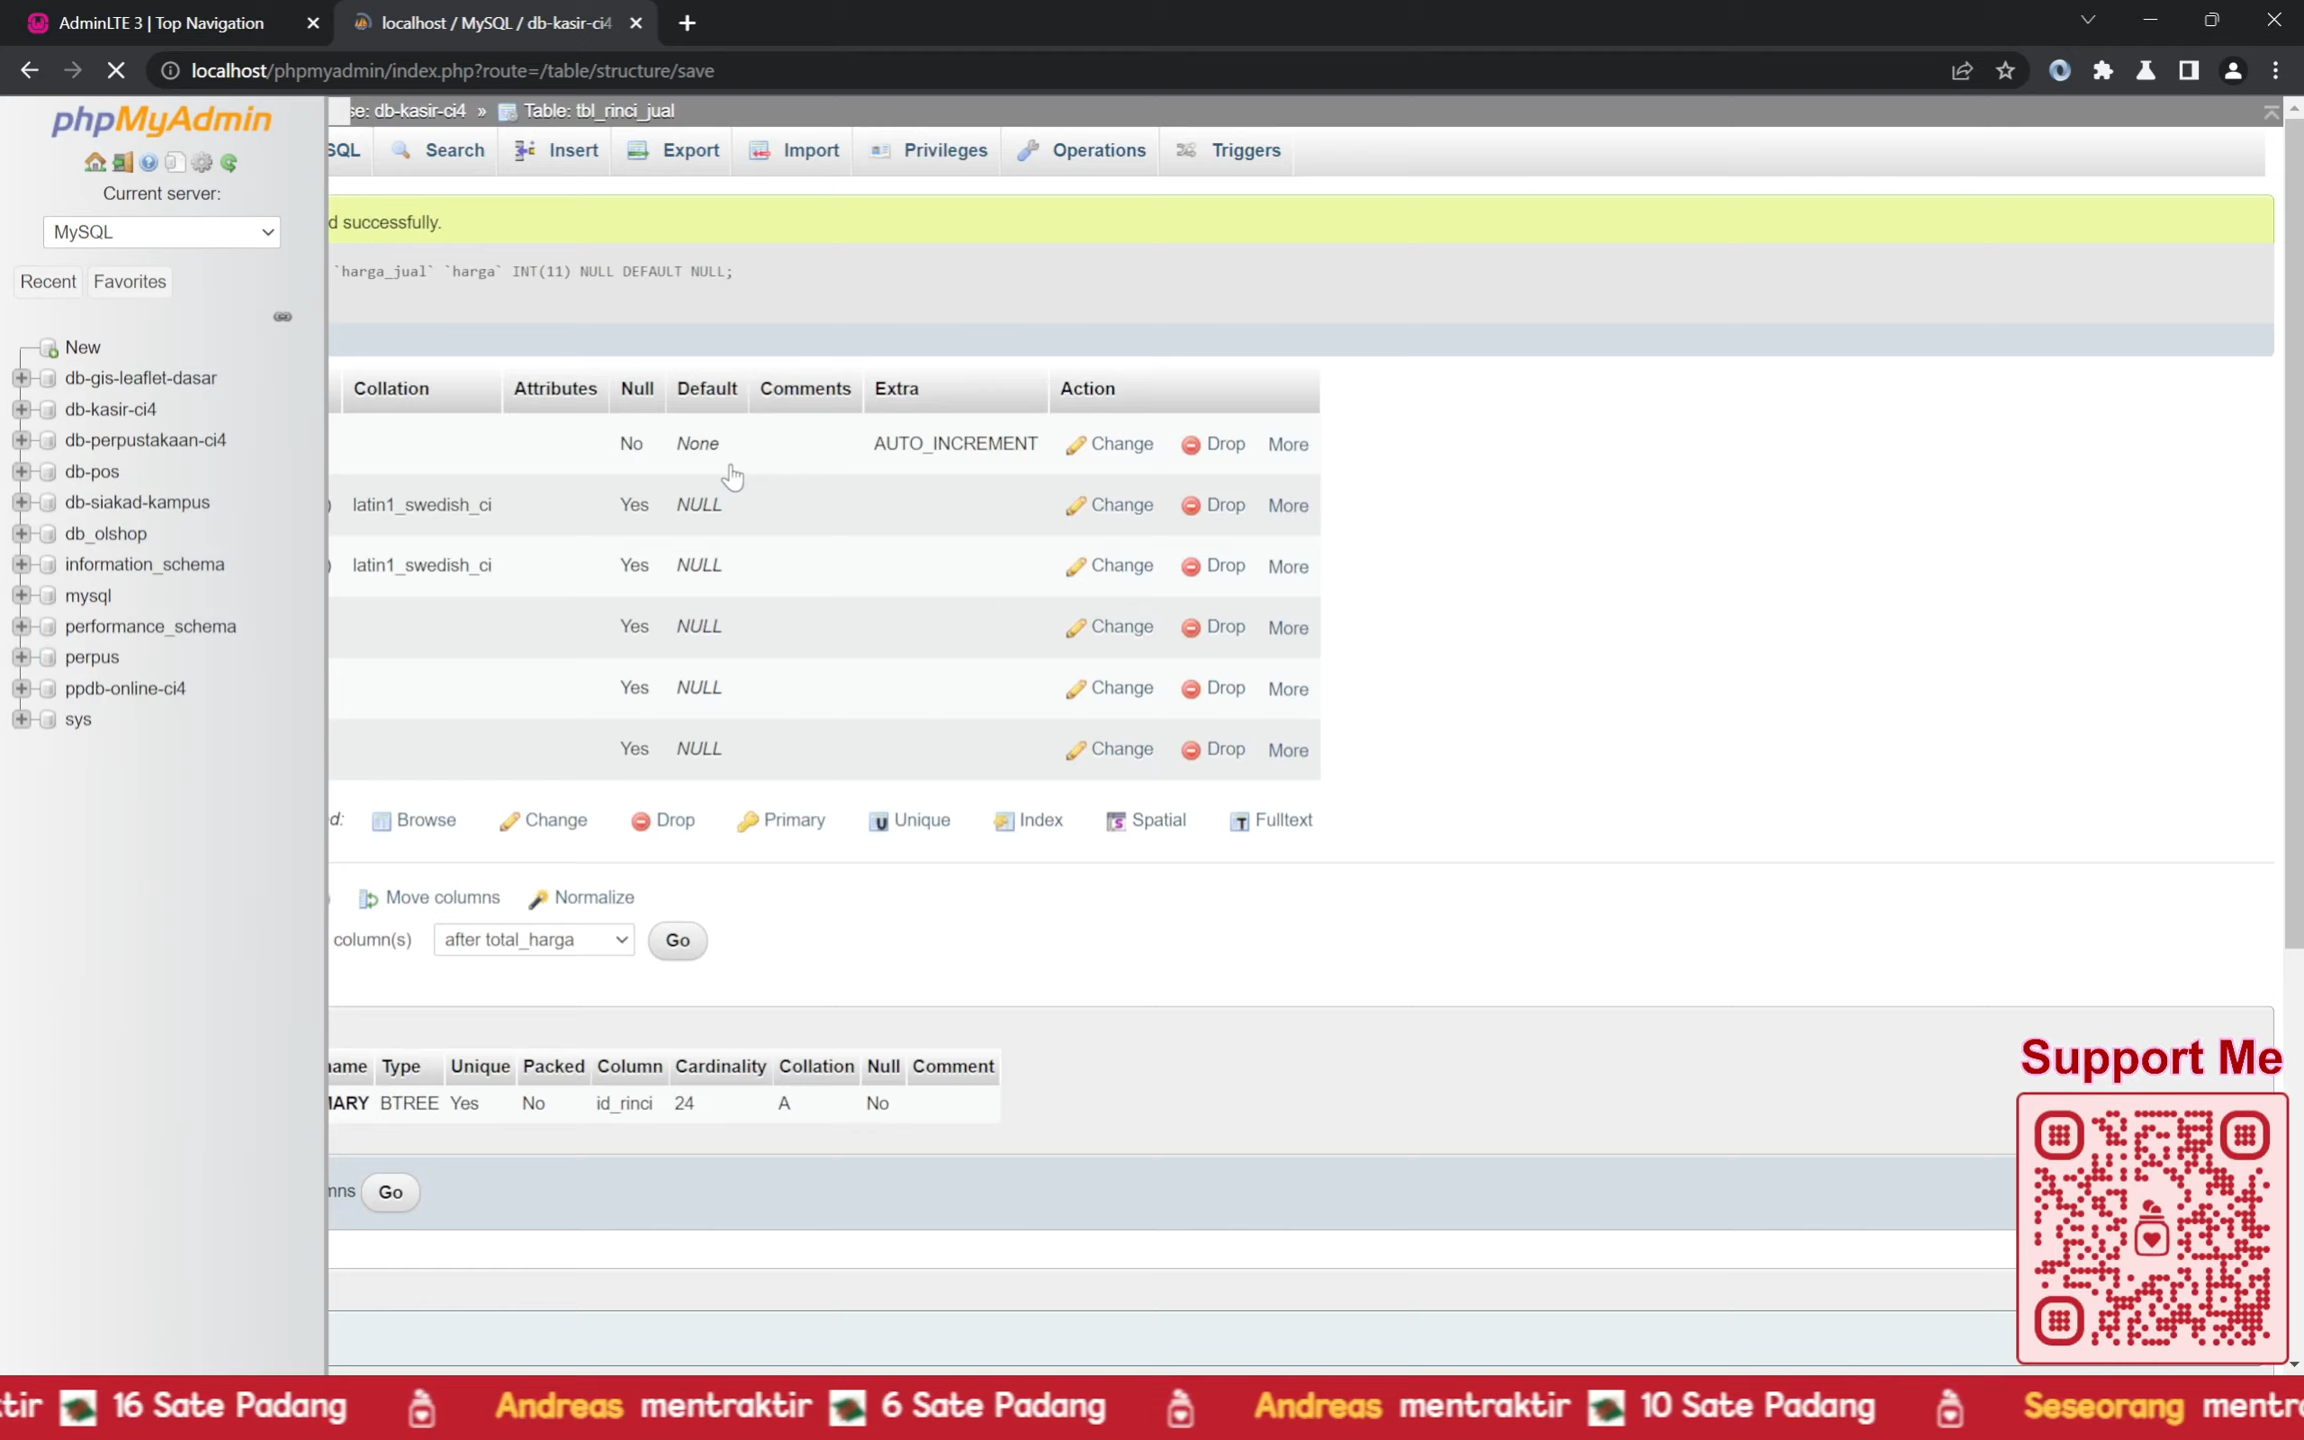 AdminLTE 3 | Top Navigation
localhost / MySQL / db-kasir-ci4
localhost/phpmyadmin/index.php?route=/table/structure/save
phpMyAdmin
Current server:
MySQL
Recent Favorites
New
db-gis-leaflet-dasar
db-kasir-ci4
db-perpustakaan-ci4
db-pos
db-siakad-kampus
db_olshop
information_schema
mysql
performance_schema
perpus
ppdb-online-ci4
sys
se: db-kasir-ci4 » Table: tbl_rinci_jual
SQL Search Insert Export Import Privileges Operations Triggers
d successfully.
`harga_jual` `harga` INT(11) NULL DEFAULT NULL;
Collation Attributes Null Default Comments Extra Action
No None AUTO_INCREMENT Change Drop More
) latin1_swedish_ci Yes NULL Change Drop More
) latin1_swedish_ci Yes NULL Change Drop More
Yes NULL Change Drop More
Yes NULL Change Drop More
Yes NULL Change Drop More
d: Browse Change Drop Primary Unique Index Spatial Fulltext
) Move columns Normalize
column(s) after total_harga Go
name Type Unique Packed Column Cardinality Collation Null Comment
MARY BTREE Yes No id_rinci 24 A No
mns Go
Support Me
tir 16 Sate Padang Andreas mentraktir 6 Sate Padang Andreas mentraktir 10 Sate Padang Seseorang mentr